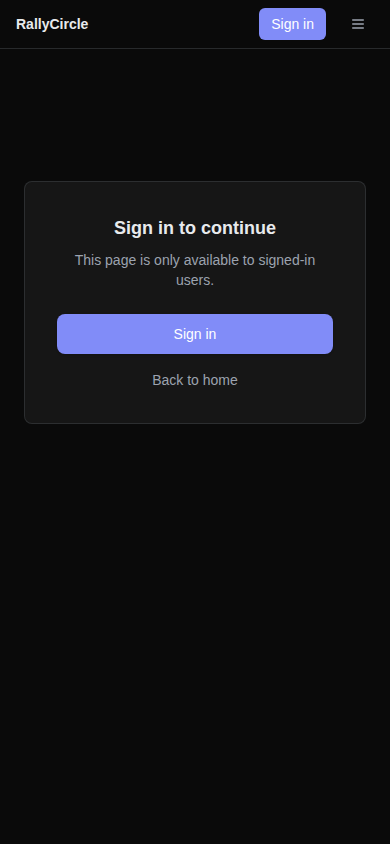 RallyCircle
Sign in
Sign in to continue
This page is only available to signed-in
users.
Sign in
Back to home